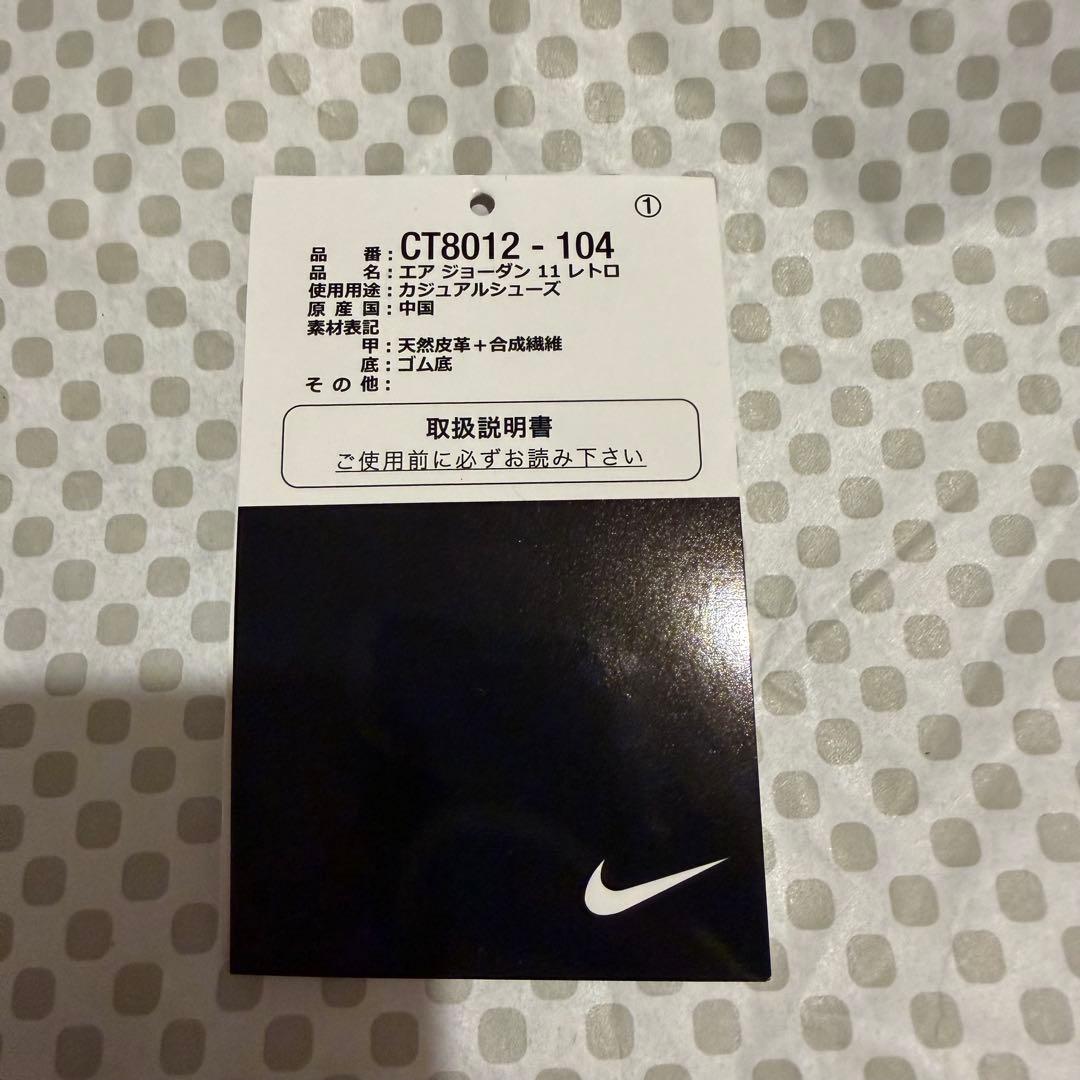 ①
品番：CT8012 - 104
品名：エア ジョーダン 11 レトロ
使用用途：カジュアルシューズ
原産国：中国
素材表記
甲：天然皮革＋合成繊維
底：ゴム底
その他：
取扱説明書
ご使用前に必ずお読み下さい